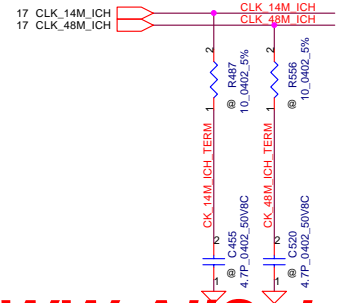 17 CLK_14M_ICH CLK_14M_ICH
17 CLK_48M_ICH CLK_48M_ICH
2 2
R487 R556
10_0402_5% 10_0402_5%
@ @
1 1
CK_14M_ICH_TERM CK_48M_ICH_TERM
2 2
C455 C520
4.7P_0402_50V8C 4.7P_0402_50V8C
@ @
1 1